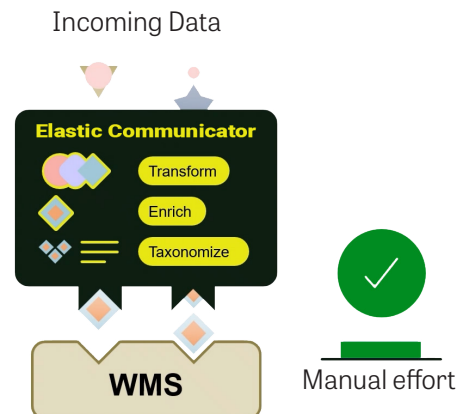 Incoming Data
Elastic Communicator
Transform
Enrich
Taxonomize
WMS
Manual effort